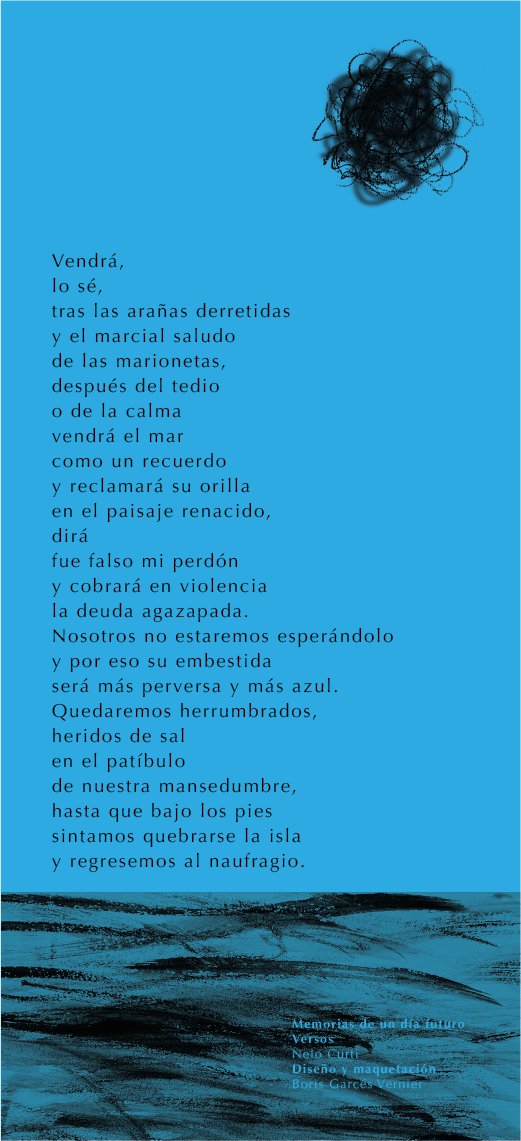 Vendrá,
lo sé,
tras las arañas derretidas
y el marcial saludo
de las marionetas,
después del tedio
o de la calma
vendrá el mar
como un recuerdo
y reclamará su orilla
en el paisaje renacido,
dirá
fue falso mi perdón
y cobrará en violencia
la deuda agazapada.
Nosotros no estaremos esperándolo
y por eso su embestida
será más perversa y más azul.
Quedaremos herrumbrados,
heridos de sal
en el patíbulo
de nuestra mansedumbre,
hasta que bajo los pies
sintamos quebrarse la isla
y regresemos al naufragio.
Memorias de un día futuro
Versos
Nelo Curti
Diseño y maquetación
Boris Garcés Vernier